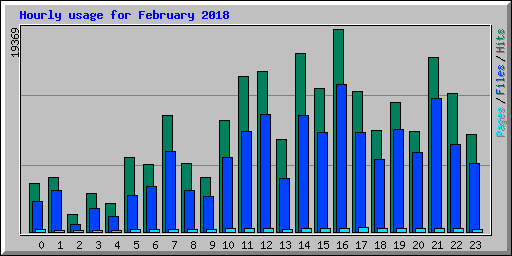 Hourly usage for February 2018
19369
Pages/Files/Hits
0 1 2 3 4 5 6 7 8 9 10 11 12 13 14 15 16 17 18 19 20 21 22 23